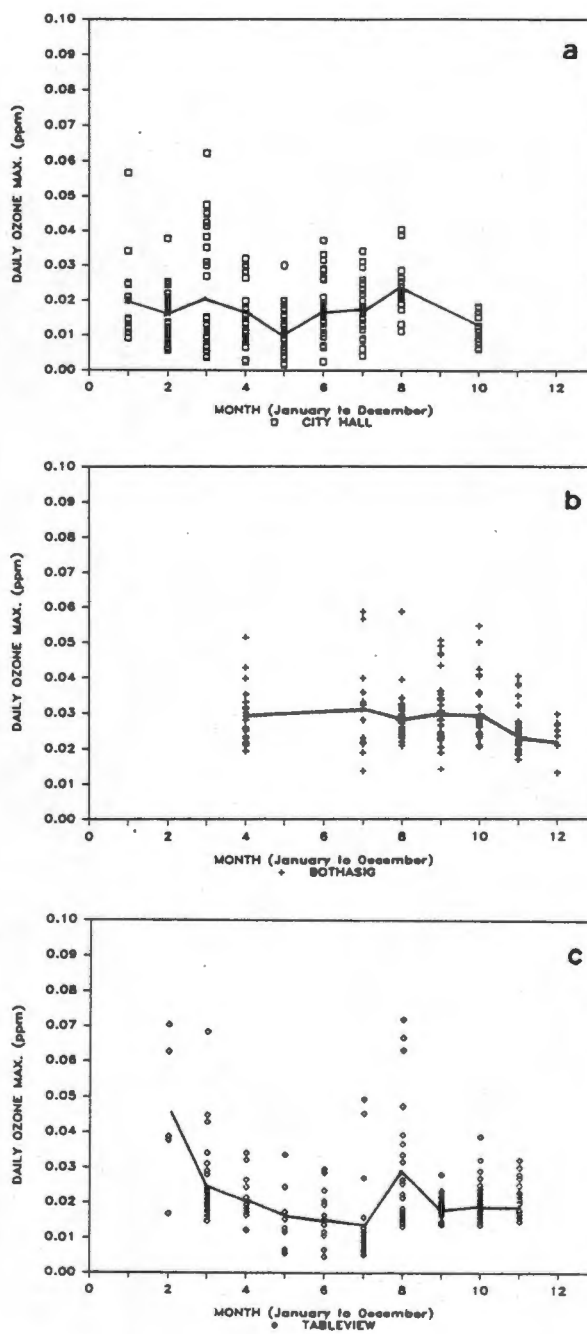 a
DAILY OZONE MAX. (ppm)
0.10
0.09
0.08
0.07
0.06
0.05
0.04
0.03
0.02
0.01
0.00
0 2 4 6 8 10 12
MONTH (January to December)
CITY HALL
b
DAILY OZONE MAX. (ppm)
0.10
0.09
0.08
0.07
0.06
0.05
0.04
0.03
0.02
0.01
0.00
0 2 4 6 8 10 12
MONTH (January to December)
+ BOTHASIG
c
DAILY OZONE MAX. (ppm)
0.10
0.09
0.08
0.07
0.06
0.05
0.04
0.03
0.02
0.01
0.00
0 2 4 6 8 10 12
MONTH (January to December)
TABLEVIEW